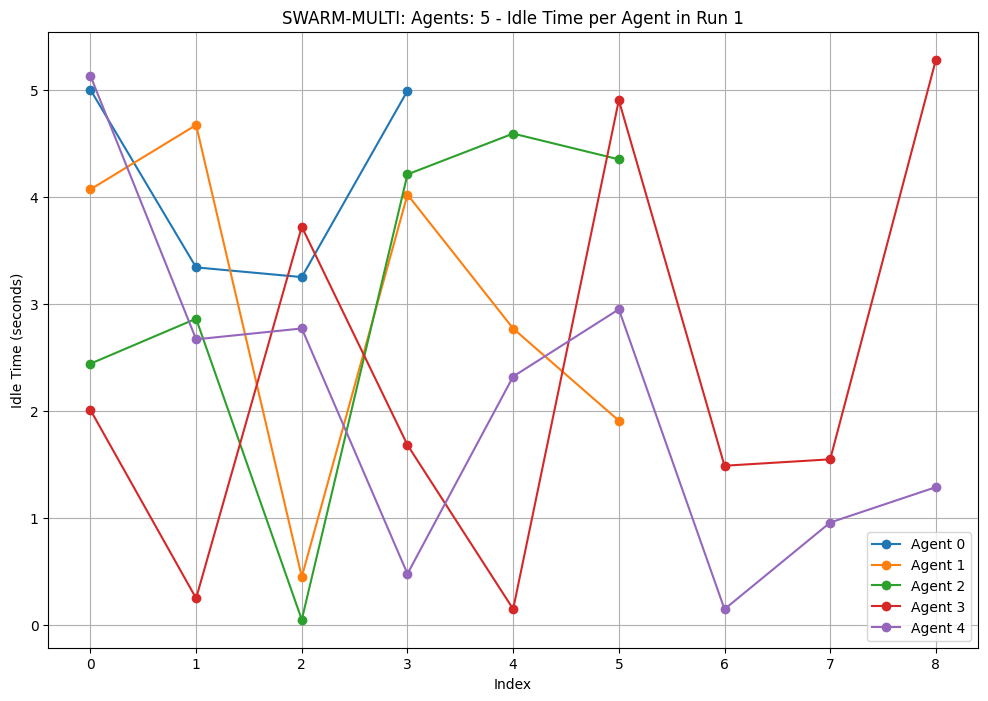 SWARM-MULTI: Agents: 5 - Idle Time per Agent in Run 1
Idle Time (seconds)
5
4
3
2
1
0
0 1 2 3 4 5 6 7 8
Index
Agent 0
Agent 1
Agent 2
Agent 3
Agent 4